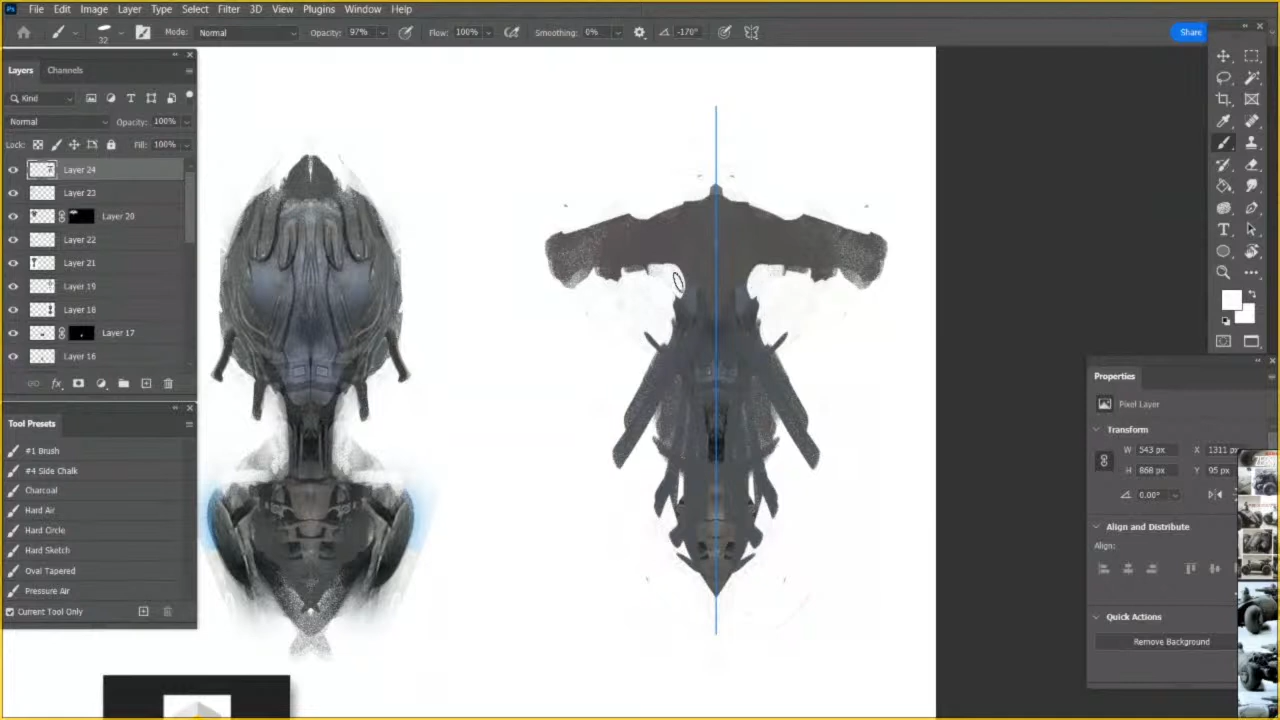 Ps File Edit Image Layer Type Select Filter 3D View Plugins Window Help
32 Mode: Normal Opacity: 97% Flow: 100% Smoothing: 0% -170° Share
Layers Channels
Kind
Normal Opacity: 100%
Lock: Fill: 100%
Layer 24
Layer 23
Layer 20
Layer 22
Layer 21
Layer 19
Layer 18
Layer 17
Layer 16
fx
Tool Presets
#1 Brush
#4 Side Chalk
Charcoal
Hard Air
Hard Circle
Hard Sketch
Oval Tapered
Pressure Air
Current Tool Only
Properties
Pixel Layer
Transform
W 543 px X 1311 px
H 868 px Y 95 px
0.00°
Align and Distribute
Align:
Quick Actions
Remove Background